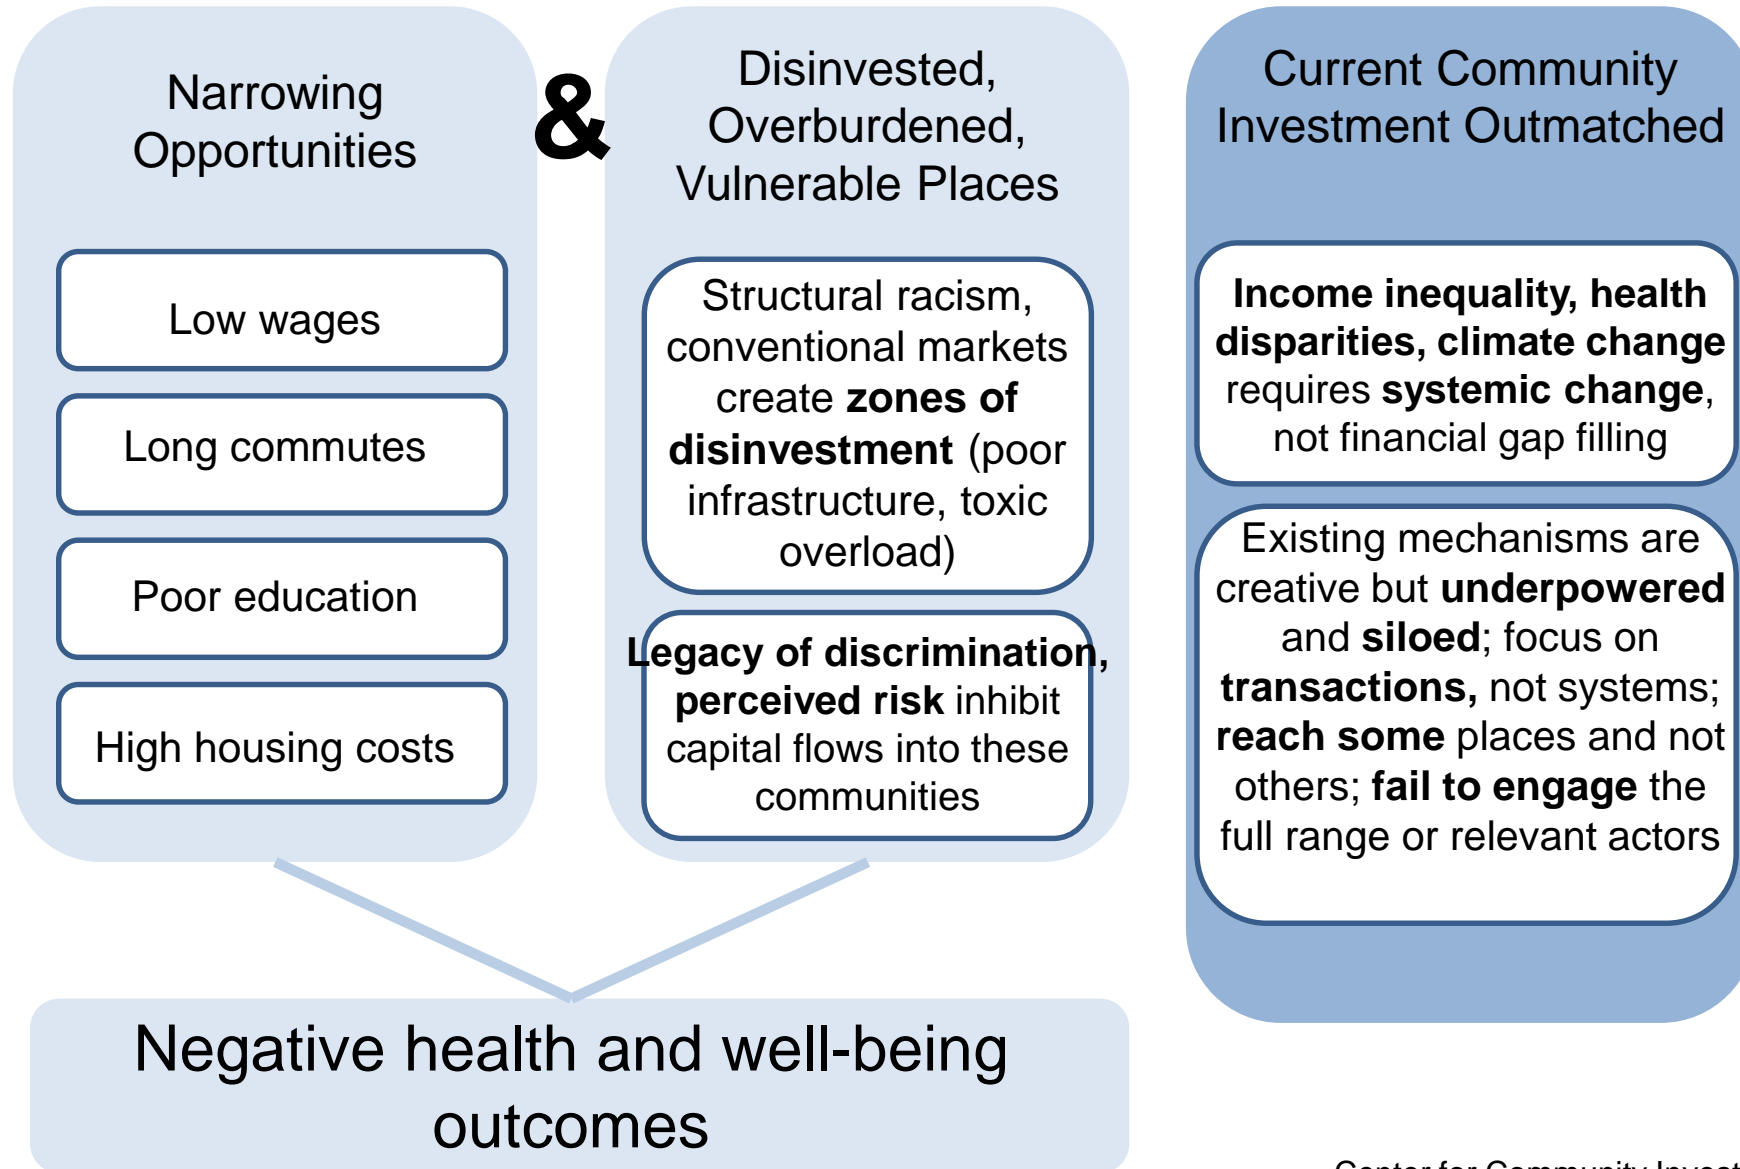 Narrowing
Opportunities
&
Disinvested,
Overburdened,
Vulnerable Places
Current Community
Investment Outmatched
Low wages
Long commutes
Poor education
High housing costs
Structural racism,
conventional markets
create zones of
disinvestment (poor
infrastructure, toxic
overload)
Legacy of discrimination,
perceived risk inhibit
capital flows into these
communities
Income inequality, health
disparities, climate change
requires systemic change,
not financial gap filling
Existing mechanisms are
creative but underpowered
and siloed; focus on
transactions, not systems;
reach some places and not
others; fail to engage the
full range or relevant actors
Negative health and well-being
outcomes
Center for Community